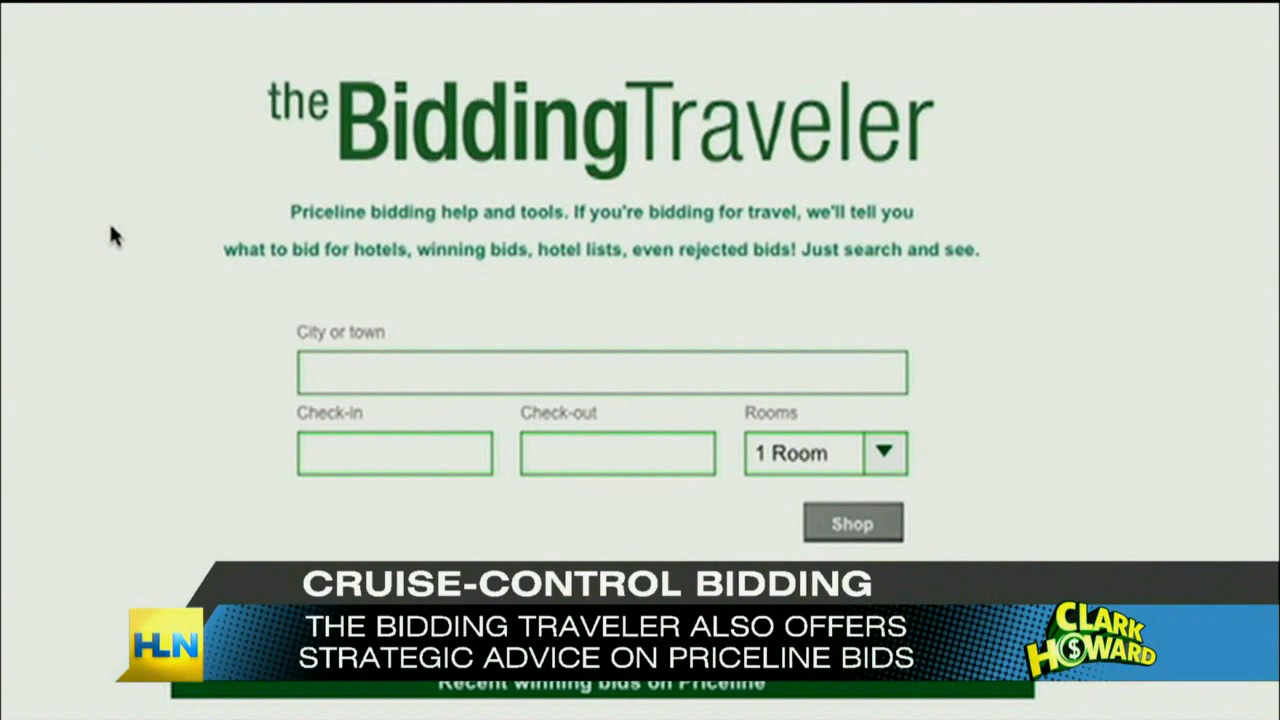 the BiddingTraveler
Priceline bidding help and tools. If you're bidding for travel, we'll tell you
what to bid for hotels, winning bids, hotel lists, even rejected bids! Just search and see.
City or town
Check-in Check-out Rooms
1 Room
Shop
CRUISE-CONTROL BIDDING
HLN
THE BIDDING TRAVELER ALSO OFFERS
STRATEGIC ADVICE ON PRICELINE BIDS
CLARK
HOWARD
Recent winning bids on Priceline